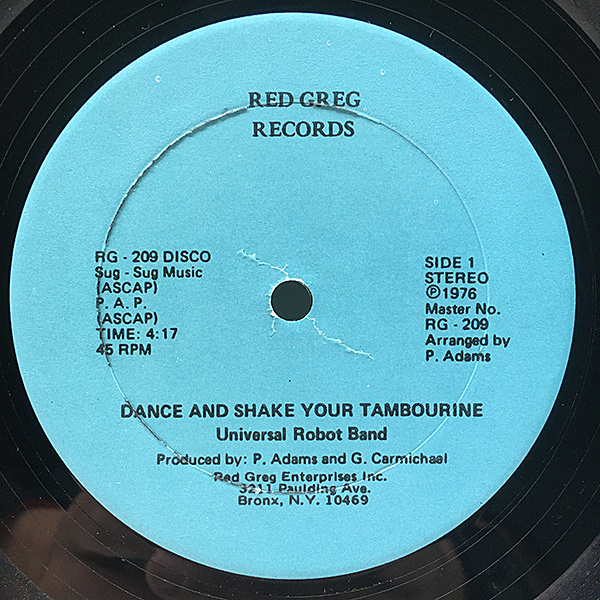 RED GREG
RECORDS
RG - 209 DISCO
Sug - Sug Music
(ASCAP)
P. A. P.
(ASCAP)
TIME: 4:17
45 RPM
SIDE 1
STEREO
Ⓟ1976
Master No.
RG - 209
Arranged by
P. Adams
DANCE AND SHAKE YOUR TAMBOURINE
Universal Robot Band
Produced by: P. Adams and G. Carmichael
Red Greg Enterprises Inc.
3211 Paulding Ave.
Bronx, N.Y. 10469